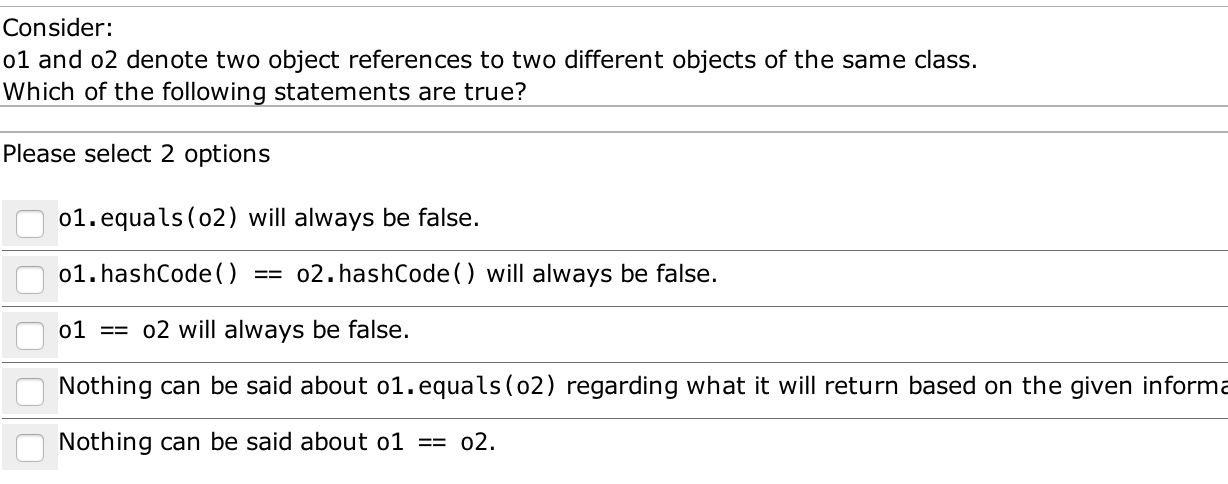 Consider:
o1 and o2 denote two object references to two different objects of the same class.
Which of the following statements are true?
Please select 2 options
o1.equals(o2) will always be false.
o1.hashCode() == o2.hashCode() will always be false.
o1 == o2 will always be false.
Nothing can be said about o1.equals(o2) regarding what it will return based on the given
Nothing can be said about o1 == o2.